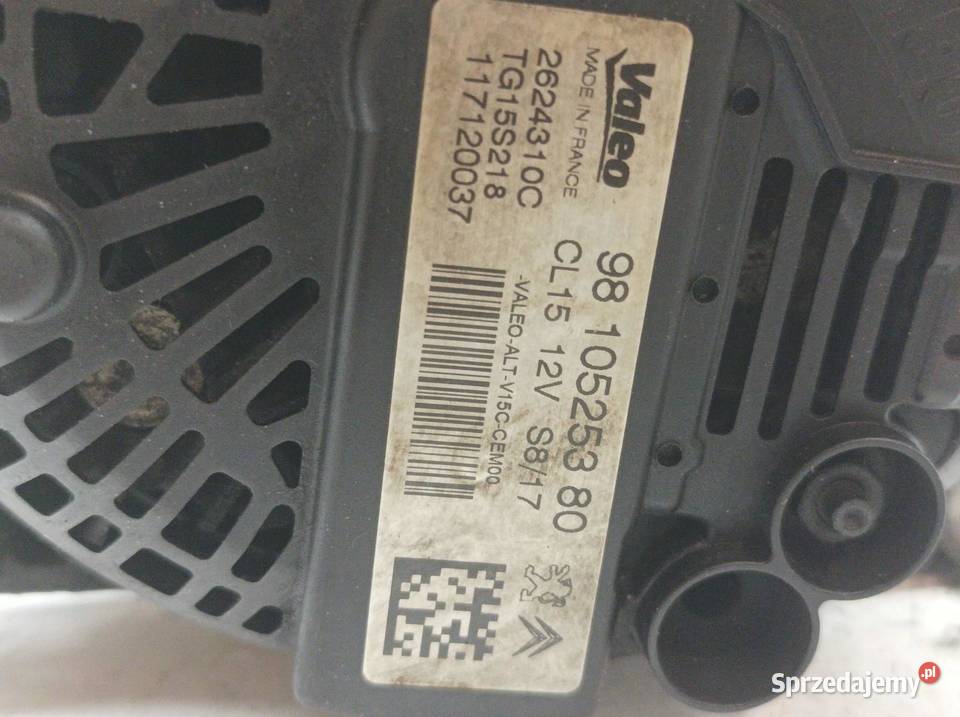 Valeo
MADE IN FRANCE
2624310C
TG15S218
117120037
98 105253 80
CL15 12V S8/17
-VALEO-ALT-V15C-CEM00
Sprzedajemy.pl